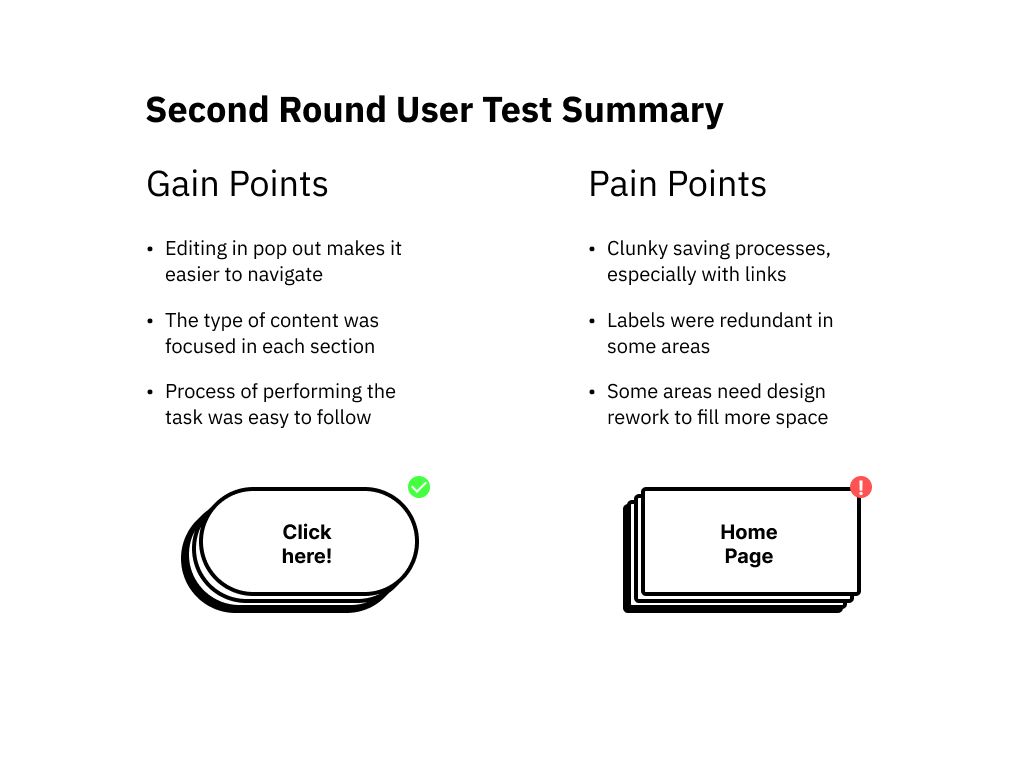 Second Round User Test Summary
Gain Points
• Editing in pop out makes it
easier to navigate
• The type of content was
focused in each section
• Process of performing the
task was easy to follow
Click
here!
Pain Points
• Clunky saving processes,
especially with links
• Labels were redundant in
some areas
• Some areas need design
rework to fill more space
Home
Page